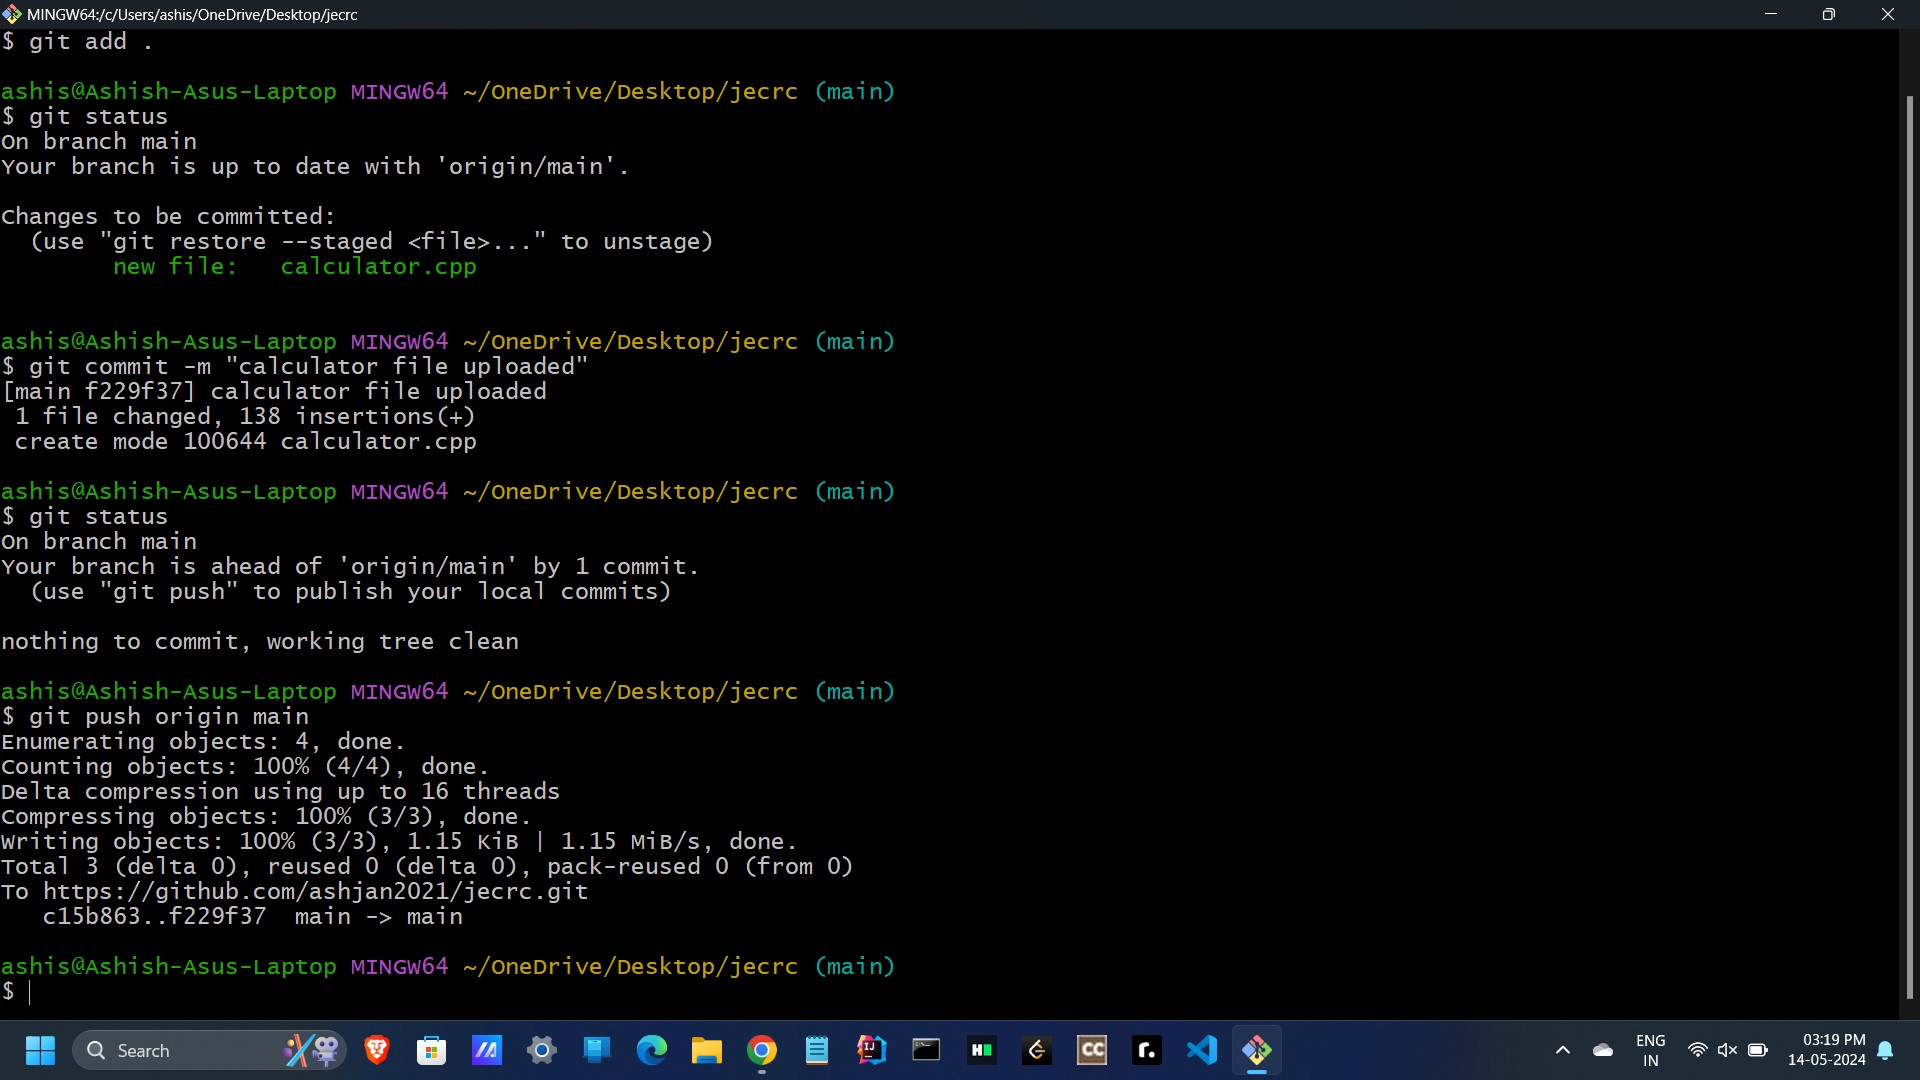 MINGW64:/c/Users/ashis/OneDrive/Desktop/jecrc
$ git add .
ashis@Ashish-Asus-Laptop MINGW64 ~/OneDrive/Desktop/jecrc (main)
$ git status
On branch main
Your branch is up to date with 'origin/main'.
Changes to be committed:
  (use "git restore --staged <file>..." to unstage)
        new file:   calculator.cpp
ashis@Ashish-Asus-Laptop MINGW64 ~/OneDrive/Desktop/jecrc (main)
$ git commit -m "calculator file uploaded"
[main f229f37] calculator file uploaded
 1 file changed, 138 insertions(+)
 create mode 100644 calculator.cpp
ashis@Ashish-Asus-Laptop MINGW64 ~/OneDrive/Desktop/jecrc (main)
$ git status
On branch main
Your branch is ahead of 'origin/main' by 1 commit.
  (use "git push" to publish your local commits)
nothing to commit, working tree clean
ashis@Ashish-Asus-Laptop MINGW64 ~/OneDrive/Desktop/jecrc (main)
$ git push origin main
Enumerating objects: 4, done.
Counting objects: 100% (4/4), done.
Delta compression using up to 16 threads
Compressing objects: 100% (3/3), done.
Writing objects: 100% (3/3), 1.15 KiB | 1.15 MiB/s, done.
Total 3 (delta 0), reused 0 (delta 0), pack-reused 0 (from 0)
To https://github.com/ashjan2021/jecrc.git
   c15b863..f229f37  main -> main
ashis@Ashish-Asus-Laptop MINGW64 ~/OneDrive/Desktop/jecrc (main)
$
Search
IJ
H
CC
r.
ENG
IN
03:19 PM
14-05-2024